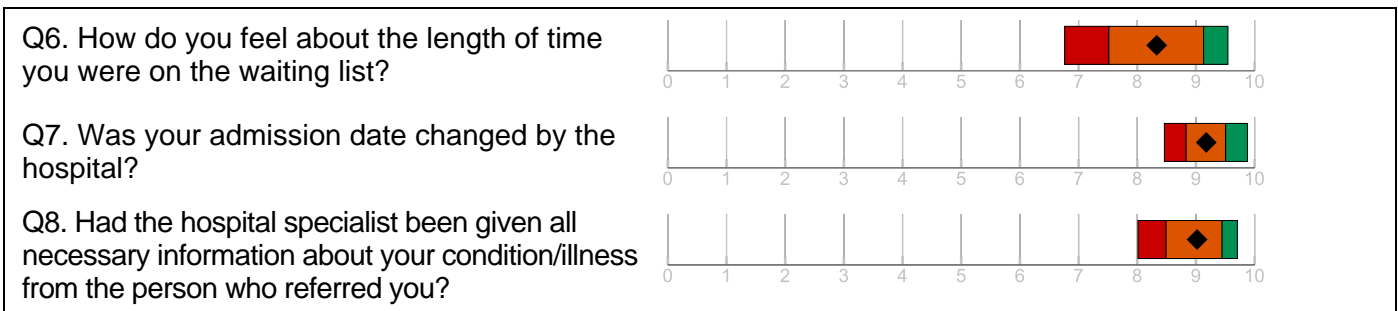 Q6. How do you feel about the length of time
you were on the waiting list?
0 1 2 3 4 5 6 7 8 9 10
Q7. Was your admission date changed by the
hospital?
0 1 2 3 4 5 6 7 8 9 10
Q8. Had the hospital specialist been given all
necessary information about your condition/illness
from the person who referred you?
0 1 2 3 4 5 6 7 8 9 10